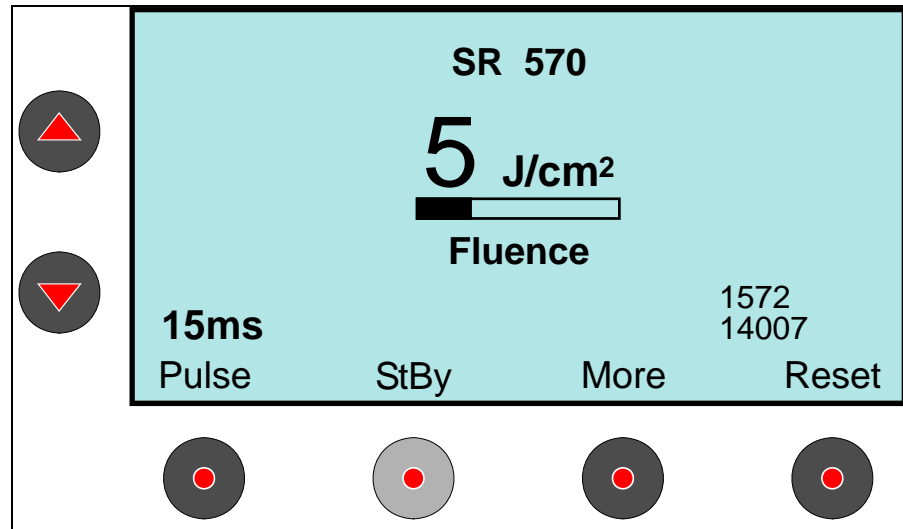 SR 570
5 J/cm²
Fluence
1572
14007
15ms
Pulse StBy More Reset